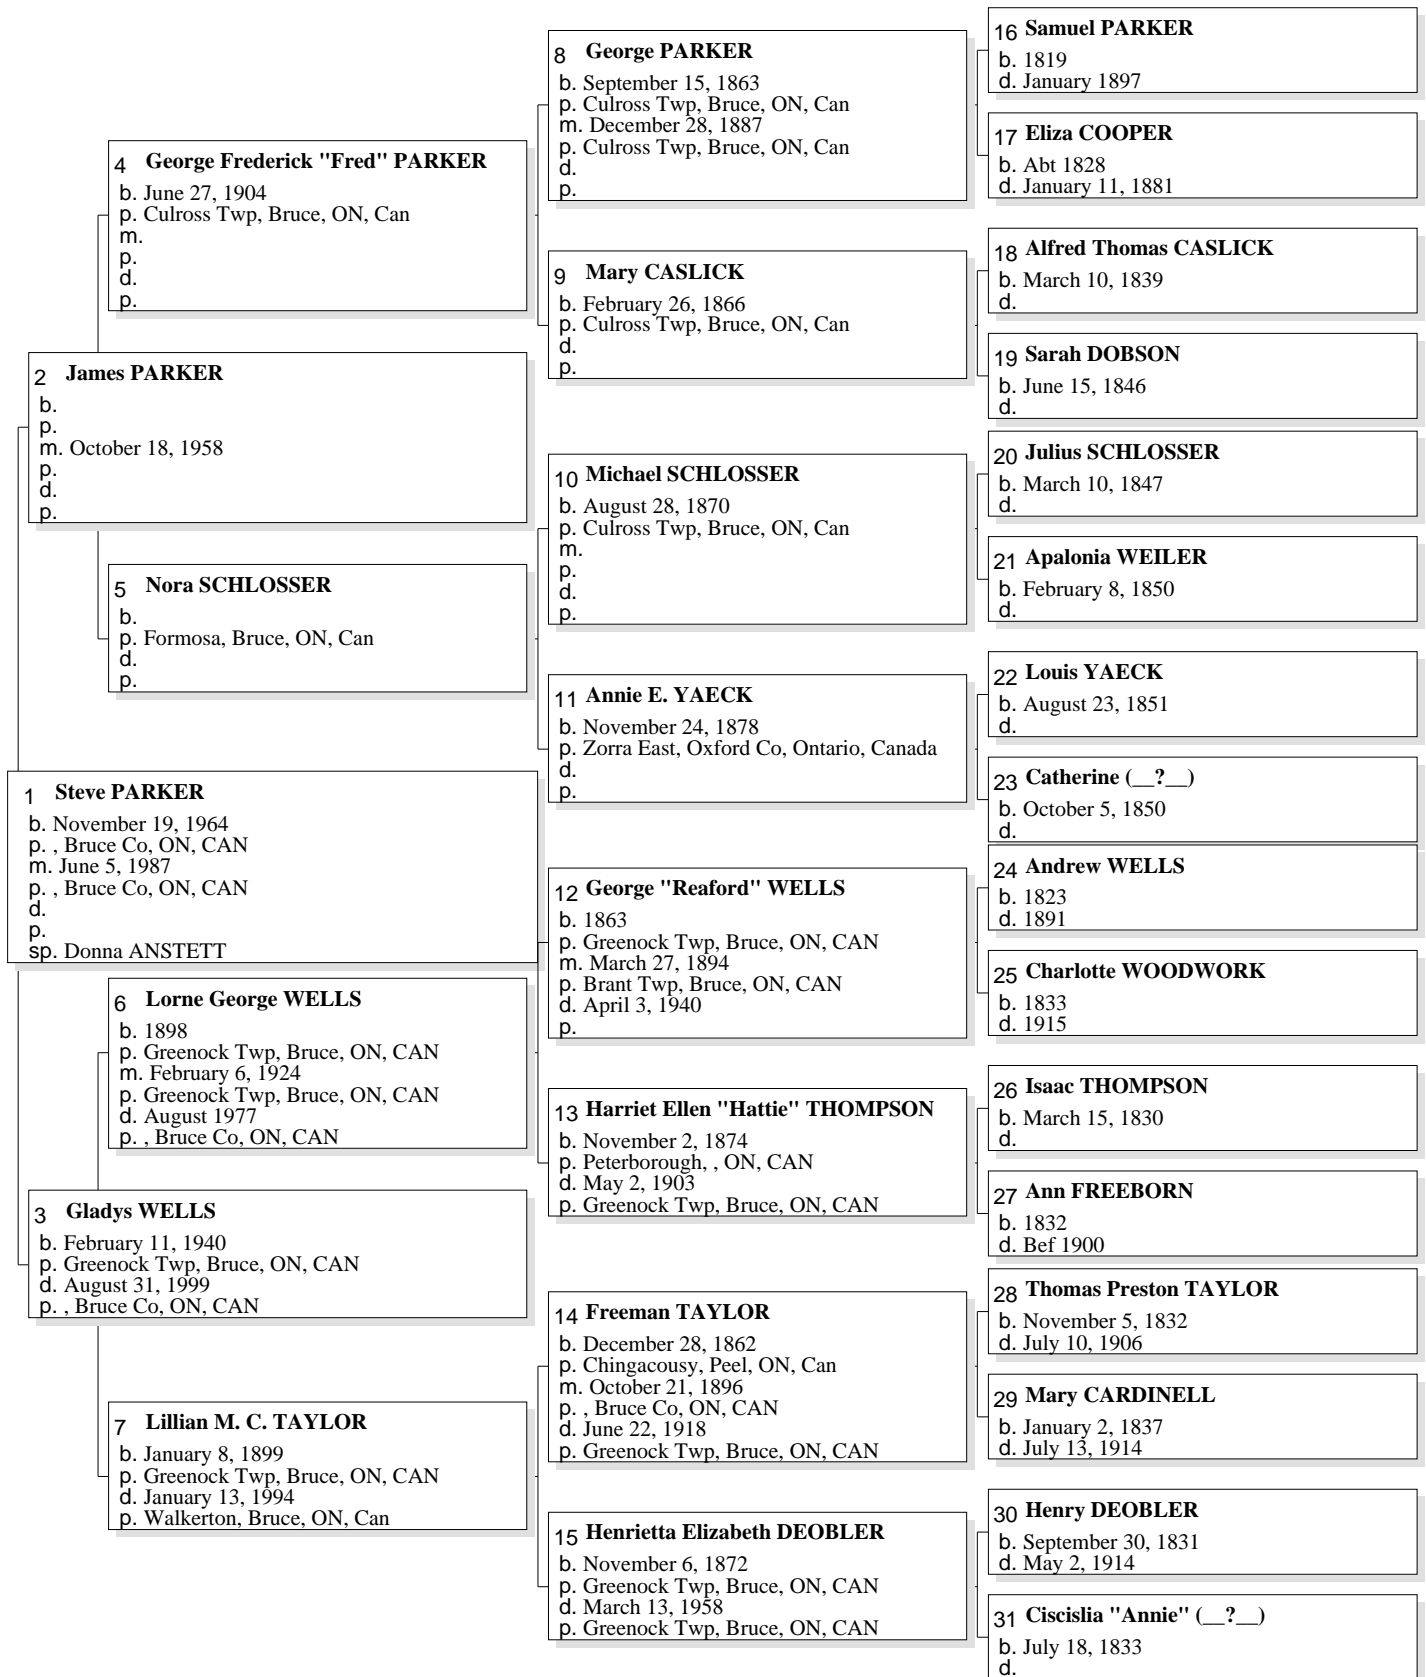 1 Steve PARKER
b. November 19, 1964
p. , Bruce Co, ON, CAN
m. June 5, 1987
p. , Bruce Co, ON, CAN
d.
p.
sp. Donna ANSTETT
2 James PARKER
b.
p.
m. October 18, 1958
p.
d.
p.
3 Gladys WELLS
b. February 11, 1940
p. Greenock Twp, Bruce, ON, CAN
d. August 31, 1999
p. , Bruce Co, ON, CAN
4 George Frederick "Fred" PARKER
b. June 27, 1904
p. Culross Twp, Bruce, ON, Can
m.
p.
d.
p.
5 Nora SCHLOSSER
b.
p. Formosa, Bruce, ON, Can
d.
p.
6 Lorne George WELLS
b. 1898
p. Greenock Twp, Bruce, ON, CAN
m. February 6, 1924
p. Greenock Twp, Bruce, ON, CAN
d. August 1977
p. , Bruce Co, ON, CAN
7 Lillian M. C. TAYLOR
b. January 8, 1899
p. Greenock Twp, Bruce, ON, CAN
d. January 13, 1994
p. Walkerton, Bruce, ON, Can
8 George PARKER
b. September 15, 1863
p. Culross Twp, Bruce, ON, Can
m. December 28, 1887
p. Culross Twp, Bruce, ON, Can
d.
p.
9 Mary CASLICK
b. February 26, 1866
p. Culross Twp, Bruce, ON, Can
d.
p.
10 Michael SCHLOSSER
b. August 28, 1870
p. Culross Twp, Bruce, ON, Can
m.
p.
d.
p.
11 Annie E. YAECK
b. November 24, 1878
p. Zorra East, Oxford Co, Ontario, Canada
d.
p.
12 George "Reaford" WELLS
b. 1863
p. Greenock Twp, Bruce, ON, CAN
m. March 27, 1894
p. Brant Twp, Bruce, ON, CAN
d. April 3, 1940
p.
13 Harriet Ellen "Hattie" THOMPSON
b. November 2, 1874
p. Peterborough, , ON, CAN
d. May 2, 1903
p. Greenock Twp, Bruce, ON, CAN
14 Freeman TAYLOR
b. December 28, 1862
p. Chingacousy, Peel, ON, Can
m. October 21, 1896
p. , Bruce Co, ON, CAN
d. June 22, 1918
p. Greenock Twp, Bruce, ON, CAN
15 Henrietta Elizabeth DEOBLER
b. November 6, 1872
p. Greenock Twp, Bruce, ON, CAN
d. March 13, 1958
p. Greenock Twp, Bruce, ON, CAN
16 Samuel PARKER
b. 1819
d. January 1897
17 Eliza COOPER
b. Abt 1828
d. January 11, 1881
18 Alfred Thomas CASLICK
b. March 10, 1839
d.
19 Sarah DOBSON
b. June 15, 1846
d.
20 Julius SCHLOSSER
b. March 10, 1847
d.
21 Apalonia WEILER
b. February 8, 1850
d.
22 Louis YAECK
b. August 23, 1851
d.
23 Catherine (__?__)
b. October 5, 1850
d.
24 Andrew WELLS
b. 1823
d. 1891
25 Charlotte WOODWORK
b. 1833
d. 1915
26 Isaac THOMPSON
b. March 15, 1830
d.
27 Ann FREEBORN
b. 1832
d. Bef 1900
28 Thomas Preston TAYLOR
b. November 5, 1832
d. July 10, 1906
29 Mary CARDINELL
b. January 2, 1837
d. July 13, 1914
30 Henry DEOBLER
b. September 30, 1831
d. May 2, 1914
31 Ciscislia "Annie" (__?__)
b. July 18, 1833
d.